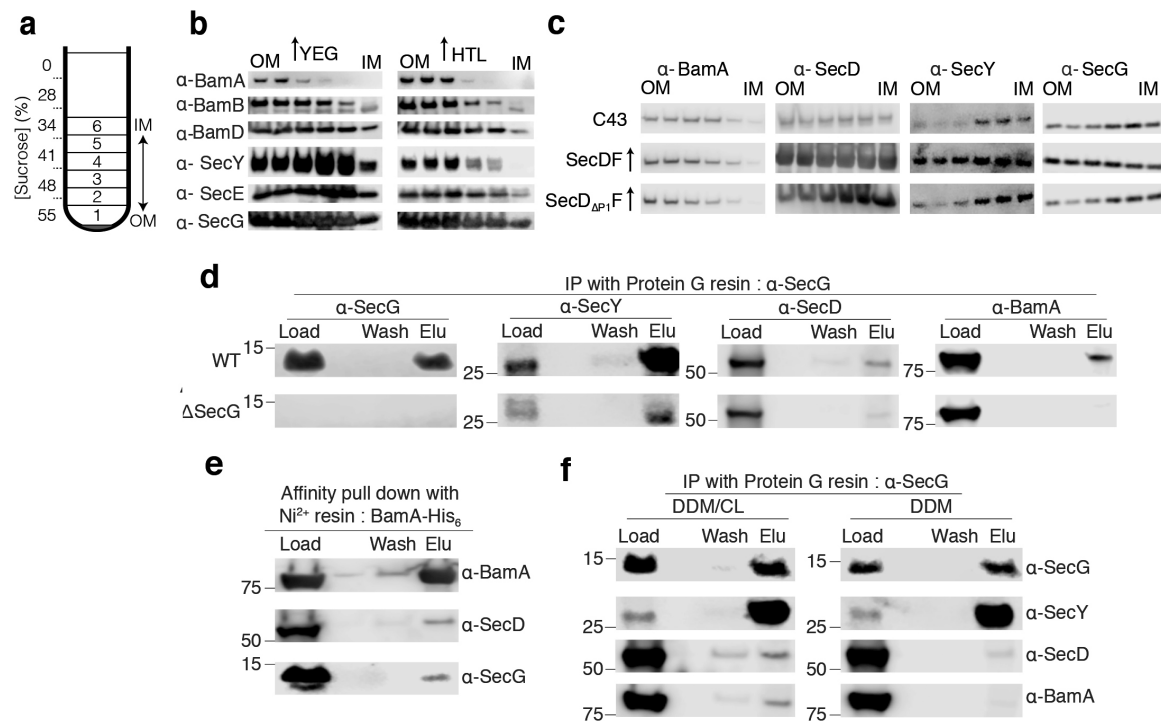 a
0
28
34
41
48
55
[Sucrose] (%)
6
5
4
3
2
1
IM
OM
b
OM ↑YEG IM
OM ↑HTL IM
α-BamA
α-BamB
α-BamD
α- SecY
α- SecE
α- SecG
c
α- BamA α- SecD α- SecY α- SecG
OM IM OM IM OM IM OM IM
C43
SecDF↑
SecDΔP1F↑
d
IP with Protein G resin : α-SecG
α-SecG α-SecY α-SecD α-BamA
Load Wash Elu Load Wash Elu Load Wash Elu Load Wash Elu
WT 15 25 50 75
ΔSecG 15 25 50 75
e
Affinity pull down with
Ni²⁺ resin : BamA-His₆
Load Wash Elu
75 α-BamA
50 α-SecD
15 α-SecG
f
IP with Protein G resin : α-SecG
DDM/CL DDM
Load Wash Elu Load Wash Elu
15 15 α-SecG
25 25 α-SecY
50 50 α-SecD
75 75 α-BamA